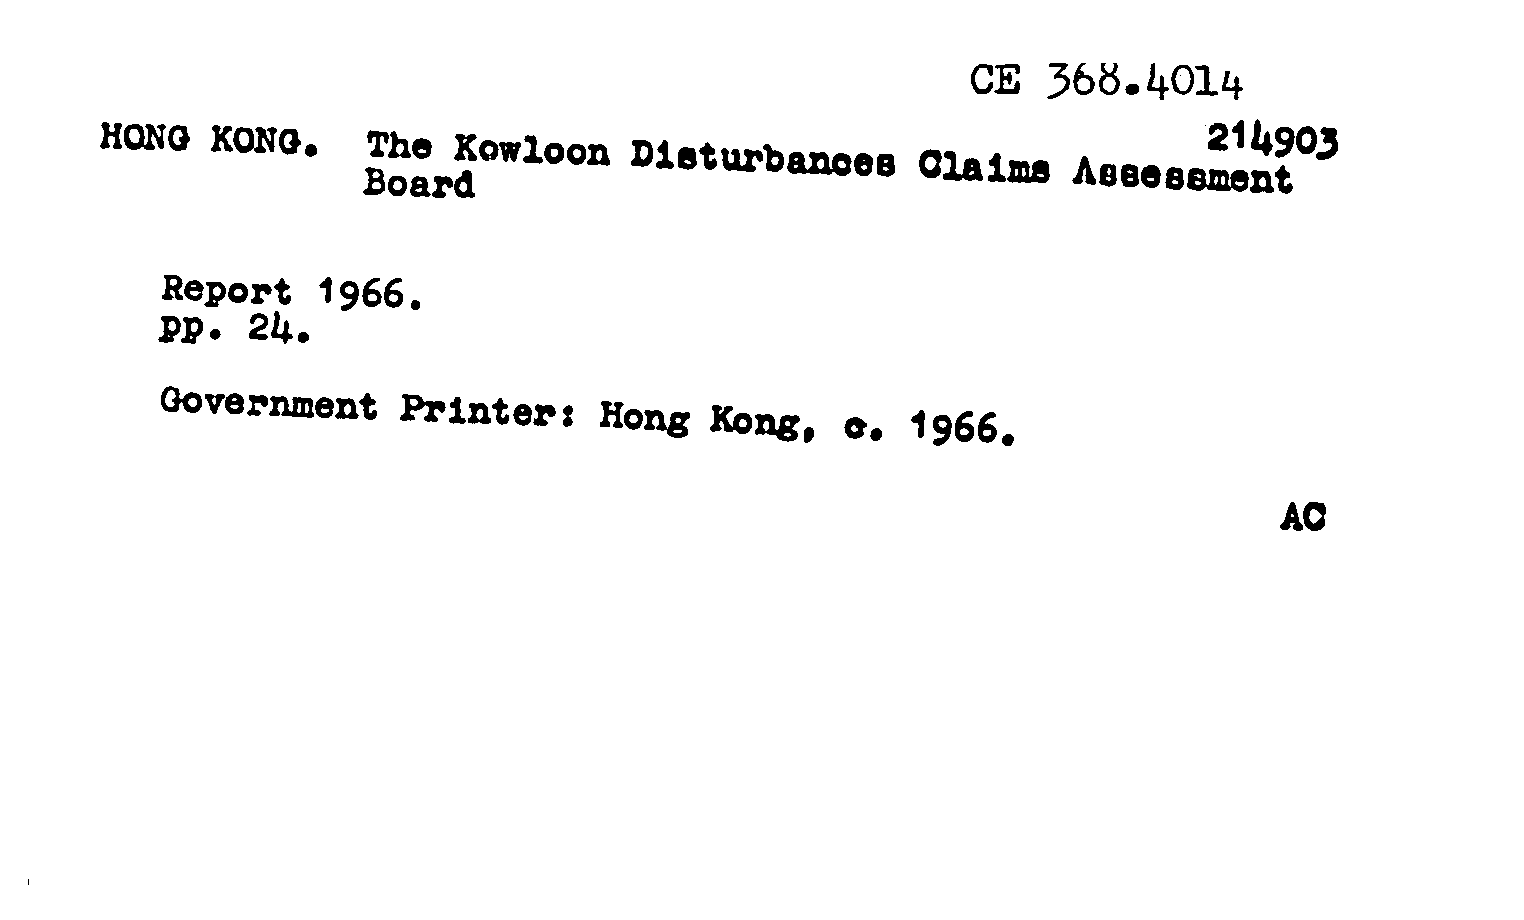 CE 368.4014
214903
HONG KONG. The Kowloon Disturbances Claims Assessment
Board
Report 1966.
pp. 24.
Government Printer: Hong Kong, c. 1966.
AC